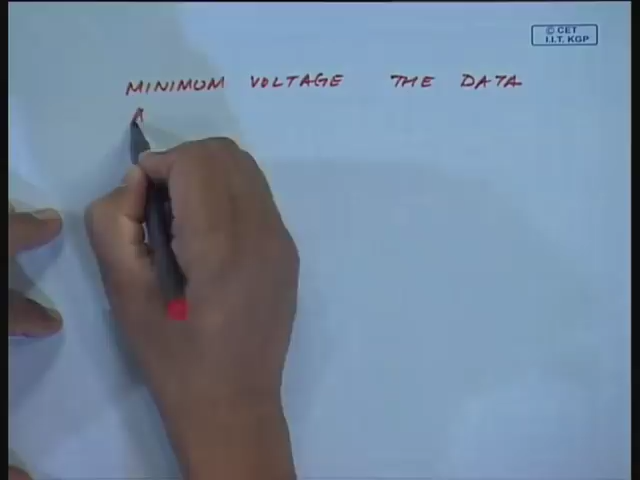 © CET
I.I.T. KGP
MINIMUM VOLTAGE THE DATA